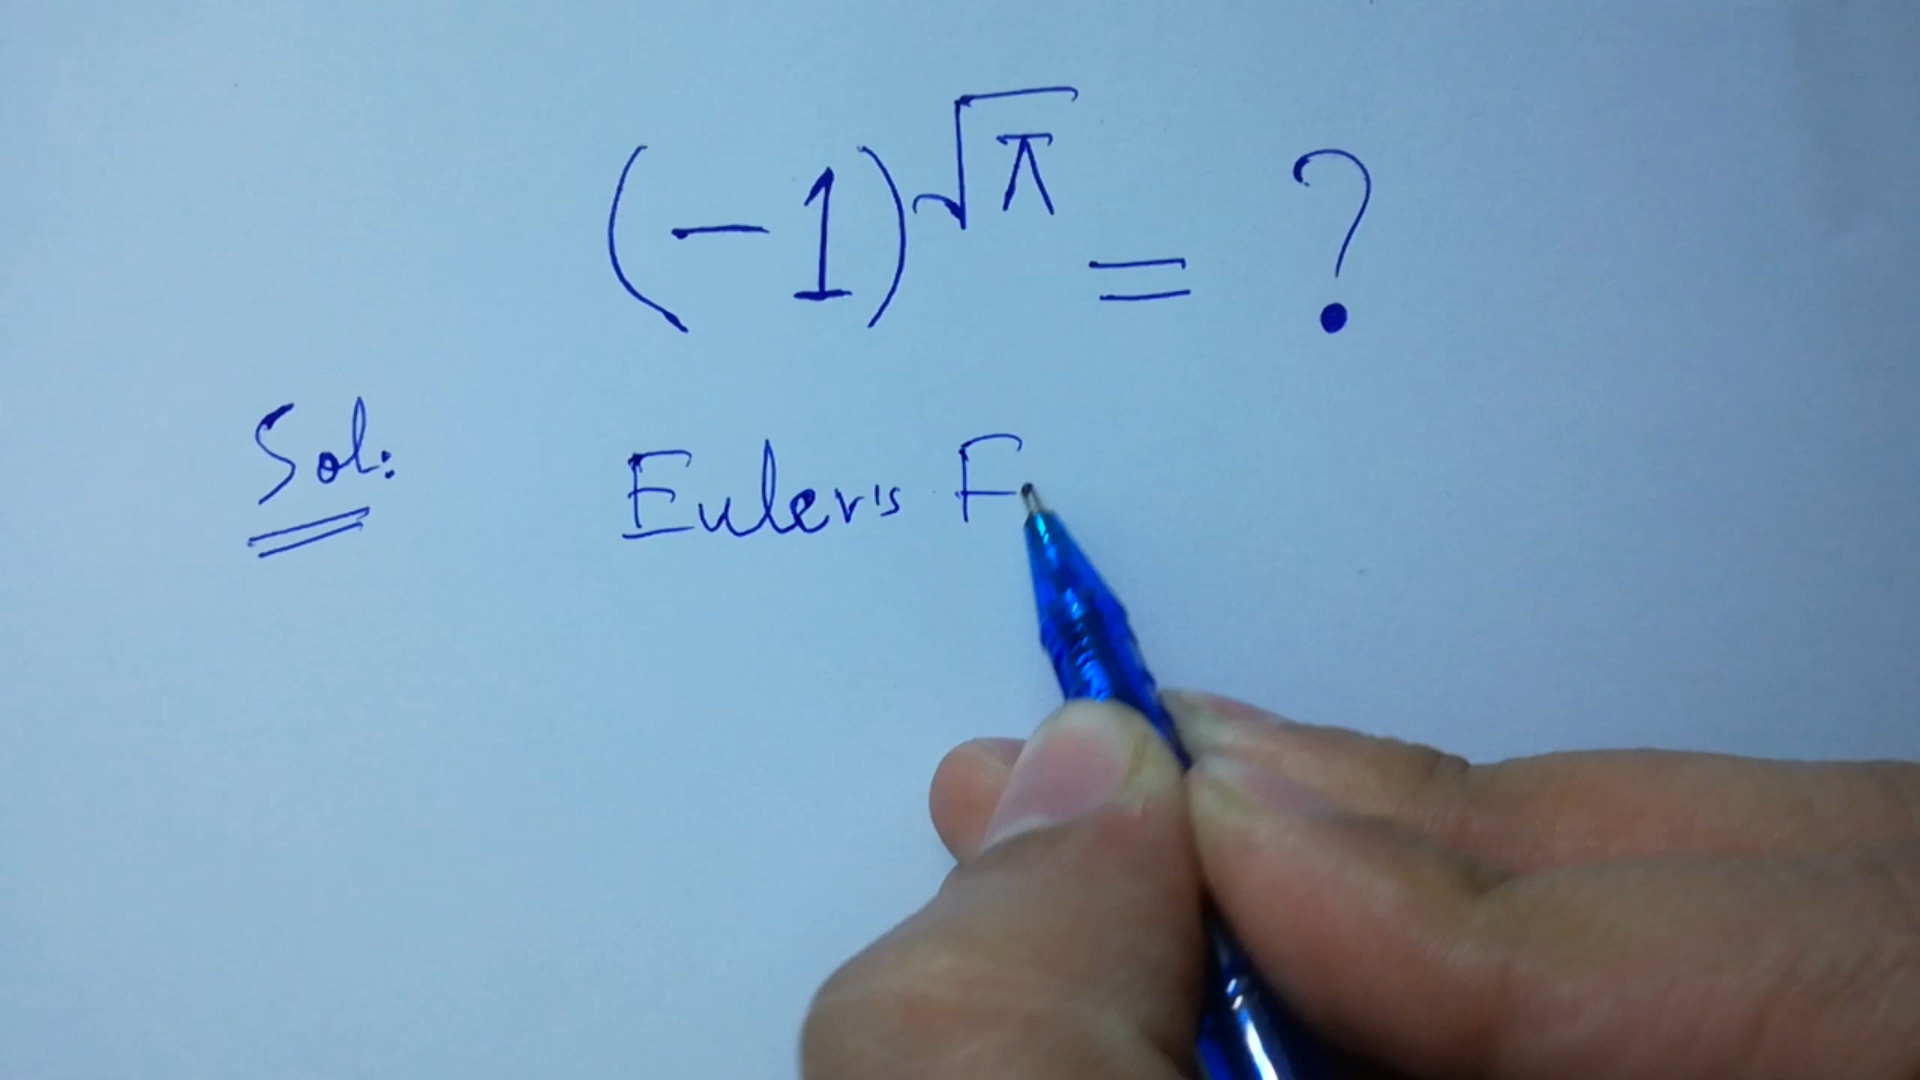 (-1)^√π = ?
Sol:
Euler's F